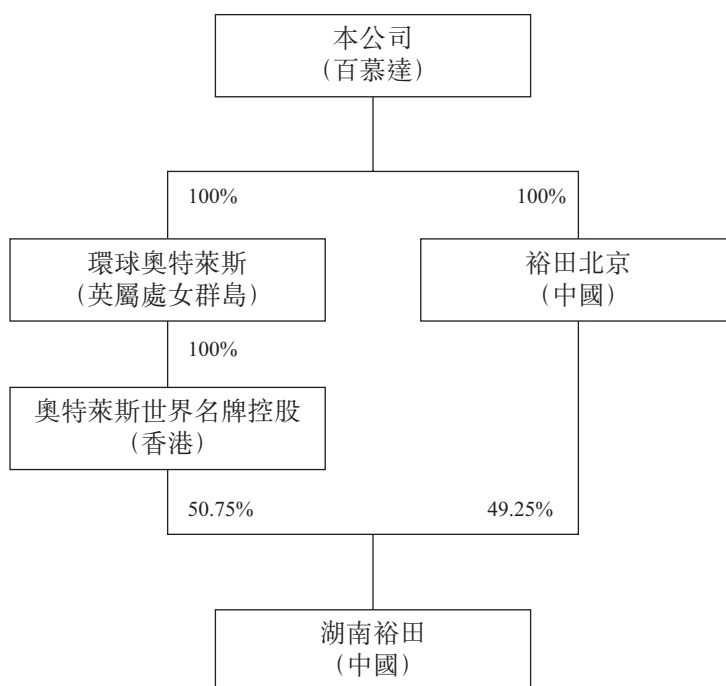 本公司
（百慕達）
100%
100%
環球奧特萊斯
（英屬處女群島）
裕田北京
（中國）
100%
奧特萊斯世界名牌控股
（香港）
50.75%
49.25%
湖南裕田
（中國）